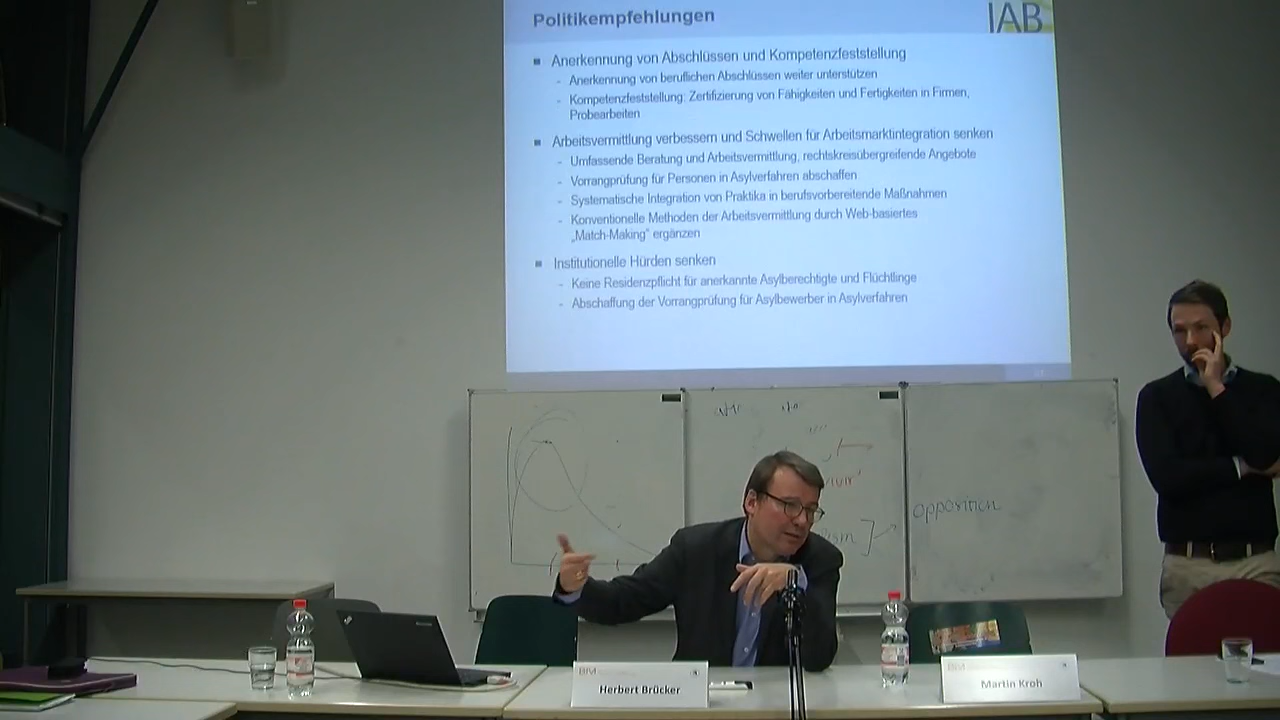 Politikempfehlungen
IAB
Anerkennung von Abschlüssen und Kompetenzfeststellung
- Anerkennung von beruflichen Abschlüssen weiter unterstützen
- Kompetenzfeststellung: Zertifizierung von Fähigkeiten und Fertigkeiten in Firmen,
Probearbeiten
Arbeitsvermittlung verbessern und Schwellen für Arbeitsmarktintegration senken
- Umfassende Beratung und Arbeitsvermittlung, rechtskreisübergreifende Angebote
- Vorrangprüfung für Personen in Asylverfahren abschaffen
- Systematische Integration von Praktika in berufsvorbereitende Maßnahmen
- Konventionelle Methoden der Arbeitsvermittlung durch Web-basiertes
„Match-Making“ ergänzen
Institutionelle Hürden senken
- Keine Residenzpflicht für anerkannte Asylberechtigte und Flüchtlinge
- Abschaffung der Vorrangprüfung für Asylbewerber in Asylverfahren
opposition
BIM
Herbert Brücker
BIM
Martin Kroh